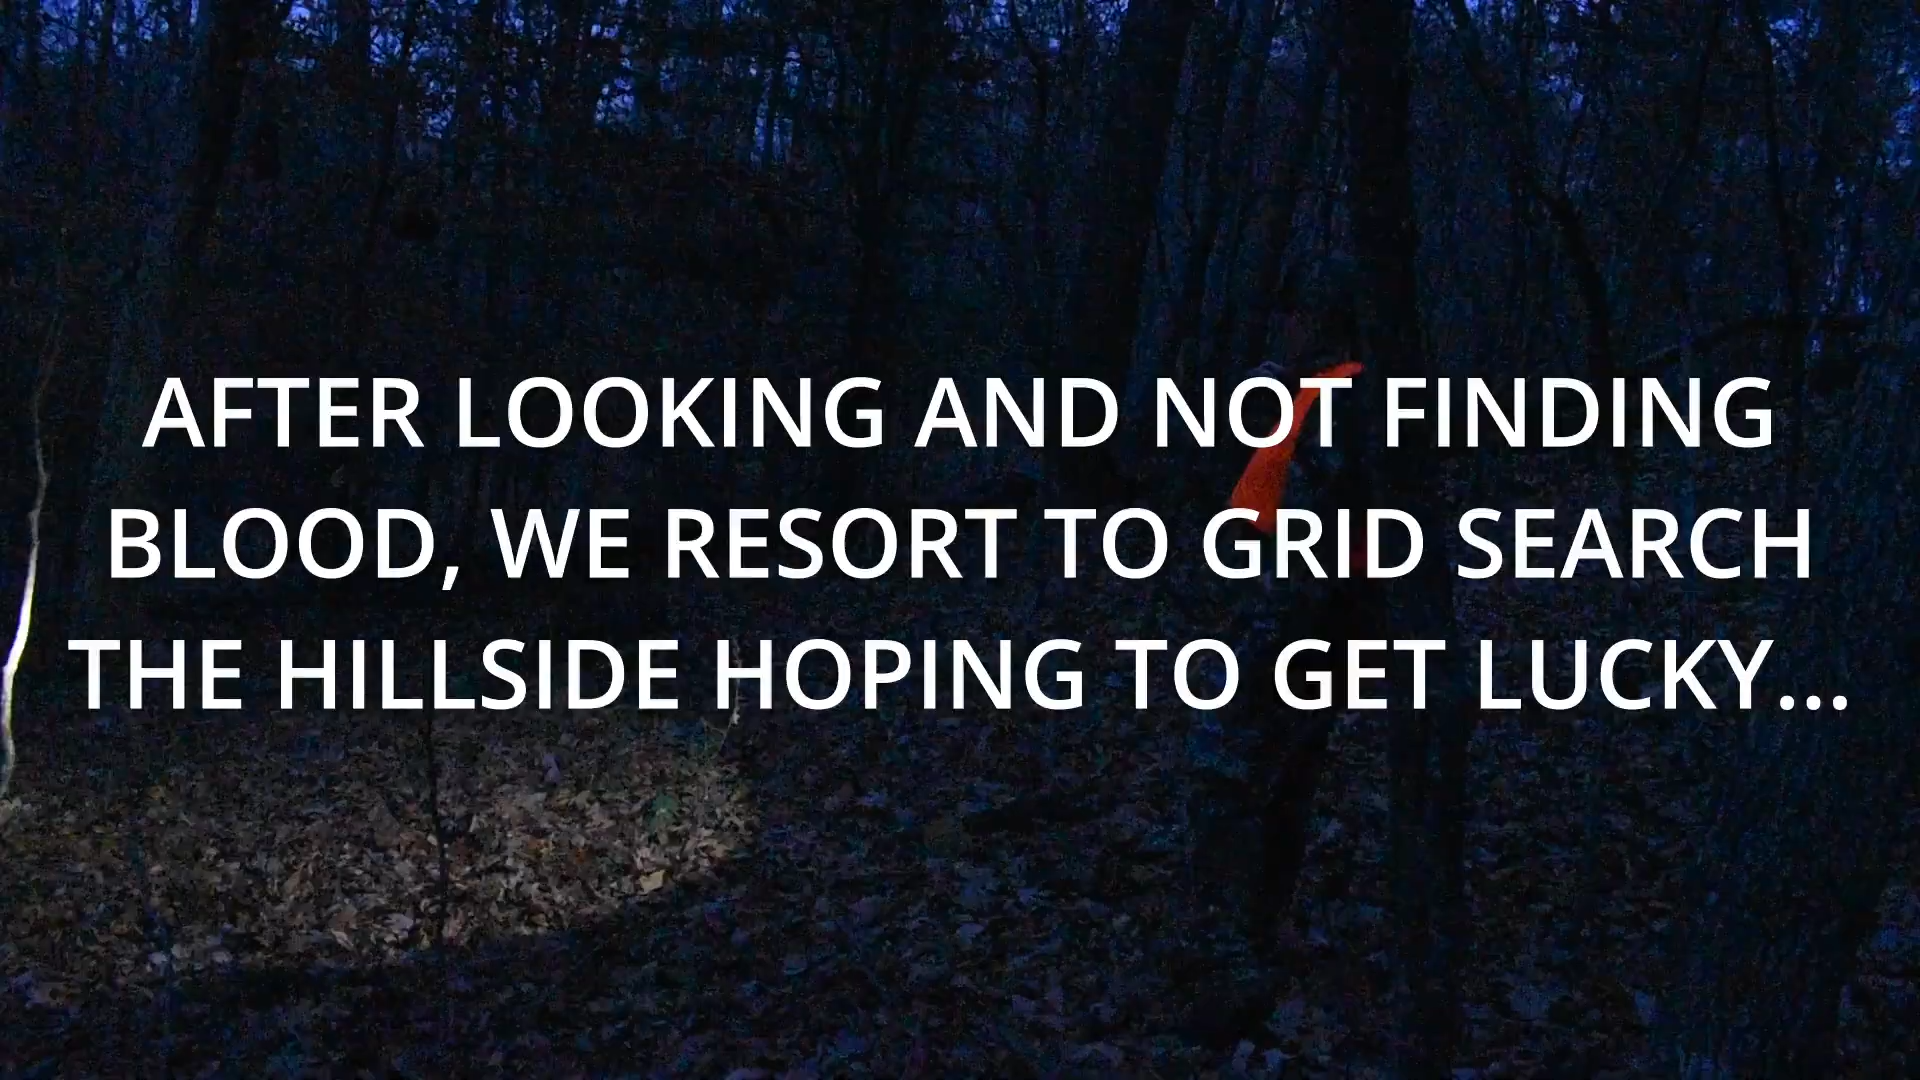 AFTER LOOKING AND NOT FINDING
BLOOD, WE RESORT TO GRID SEARCH
THE HILLSIDE HOPING TO GET LUCKY...